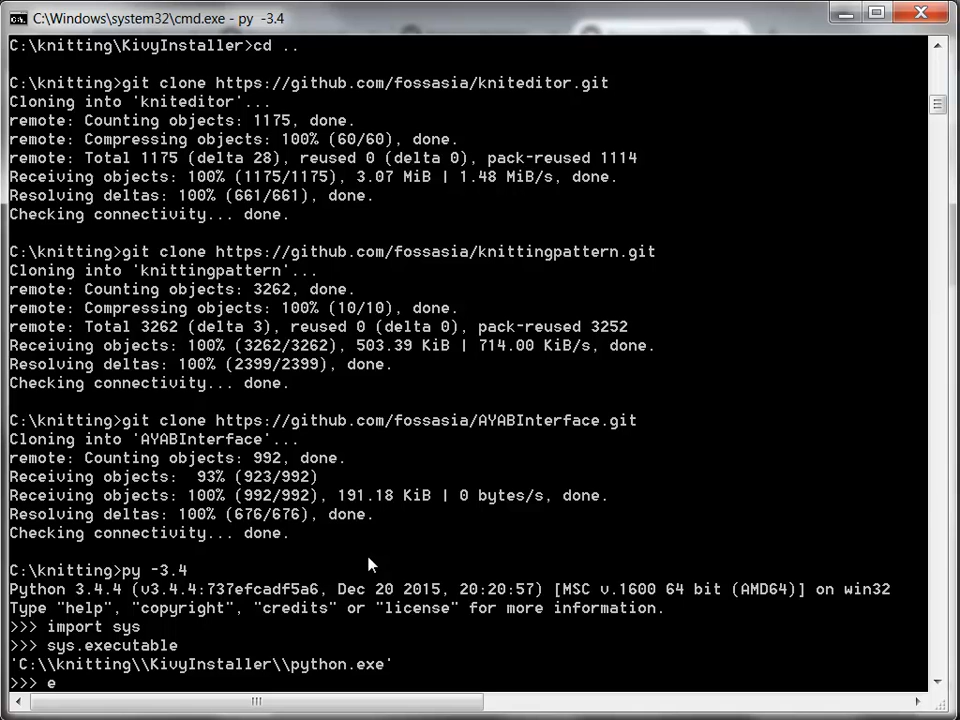 C:\Windows\system32\cmd.exe - py  -3.4
C:\knitting\KivyInstaller>cd ..
C:\knitting>git clone https://github.com/fossasia/kniteditor.git
Cloning into 'kniteditor'...
remote: Counting objects: 1175, done.
remote: Compressing objects: 100% (60/60), done.
remote: Total 1175 (delta 28), reused 0 (delta 0), pack-reused 1114
Receiving objects: 100% (1175/1175), 3.07 MiB | 1.48 MiB/s, done.
Resolving deltas: 100% (661/661), done.
Checking connectivity... done.
C:\knitting>git clone https://github.com/fossasia/knittingpattern.git
Cloning into 'knittingpattern'...
remote: Counting objects: 3262, done.
remote: Compressing objects: 100% (10/10), done.
remote: Total 3262 (delta 3), reused 0 (delta 0), pack-reused 3252
Receiving objects: 100% (3262/3262), 503.39 KiB | 714.00 KiB/s, done.
Resolving deltas: 100% (2399/2399), done.
Checking connectivity... done.
C:\knitting>git clone https://github.com/fossasia/AYABInterface.git
Cloning into 'AYABInterface'...
remote: Counting objects: 992, done.
Receiving objects:  93% (923/992)
Receiving objects: 100% (992/992), 191.18 KiB | 0 bytes/s, done.
Resolving deltas: 100% (676/676), done.
Checking connectivity... done.
C:\knitting>py -3.4
Python 3.4.4 (v3.4.4:737efcadf5a6, Dec 20 2015, 20:20:57) [MSC v.1600 64 bit (AMD64)] on win32
Type "help", "copyright", "credits" or "license" for more information.
>>> import sys
>>> sys.executable
'C:\\knitting\\KivyInstaller\\python.exe'
>>> e